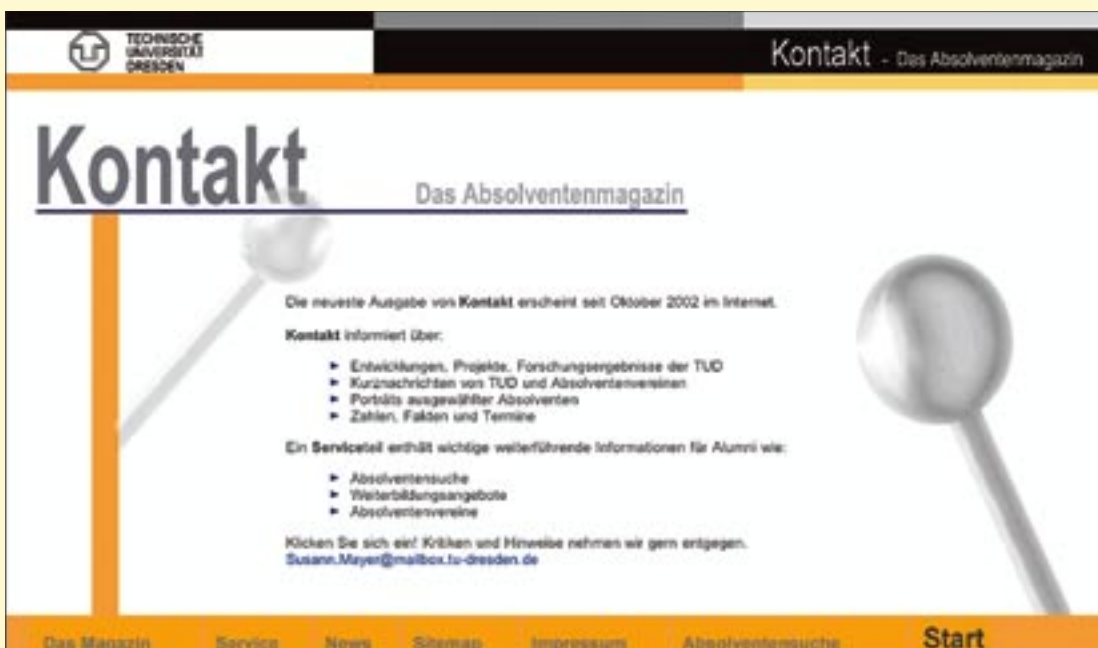 TECHNISCHE
UNIVERSITÄT
DRESDEN
Kontakt - Das Absolventenmagazin
Kontakt
Das Absolventenmagazin
Die neueste Ausgabe von Kontakt erscheint seit Oktober 2002 im Internet.
Kontakt informiert über:
► Entwicklungen, Projekte, Forschungsergebnisse der TUD
► Kurznachrichten von TUD und Absolventenvereinen
► Porträts ausgewählter Absolventen
► Zahlen, Fakten und Termine
Ein Serviceteil enthält wichtige weiterführende Informationen für Alumni wie:
► Absolventensuche
► Weiterbildungsangebote
► Absolventenvereine
Klicken Sie sich ein! Kritiken und Hinweise nehmen wir gern entgegen.
Susann.Mayer@mailbox.tu-dresden.de
Das Magazin Service News Sitemap Impressum Absolventensuche Start